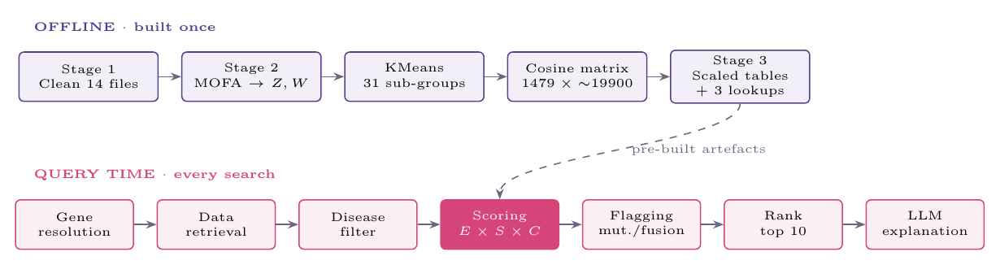 OFFLINE · built once
Stage 1
Clean 14 files
Stage 2
MOFA → Z, W
KMeans
31 sub-groups
Cosine matrix
1479 × ~19900
Stage 3
Scaled tables
+ 3 lookups
pre-built artefacts
QUERY TIME · every search
Gene
resolution
Data
retrieval
Disease
filter
Scoring
E × S × C
Flagging
mut./fusion
Rank
top 10
LLM
explanation